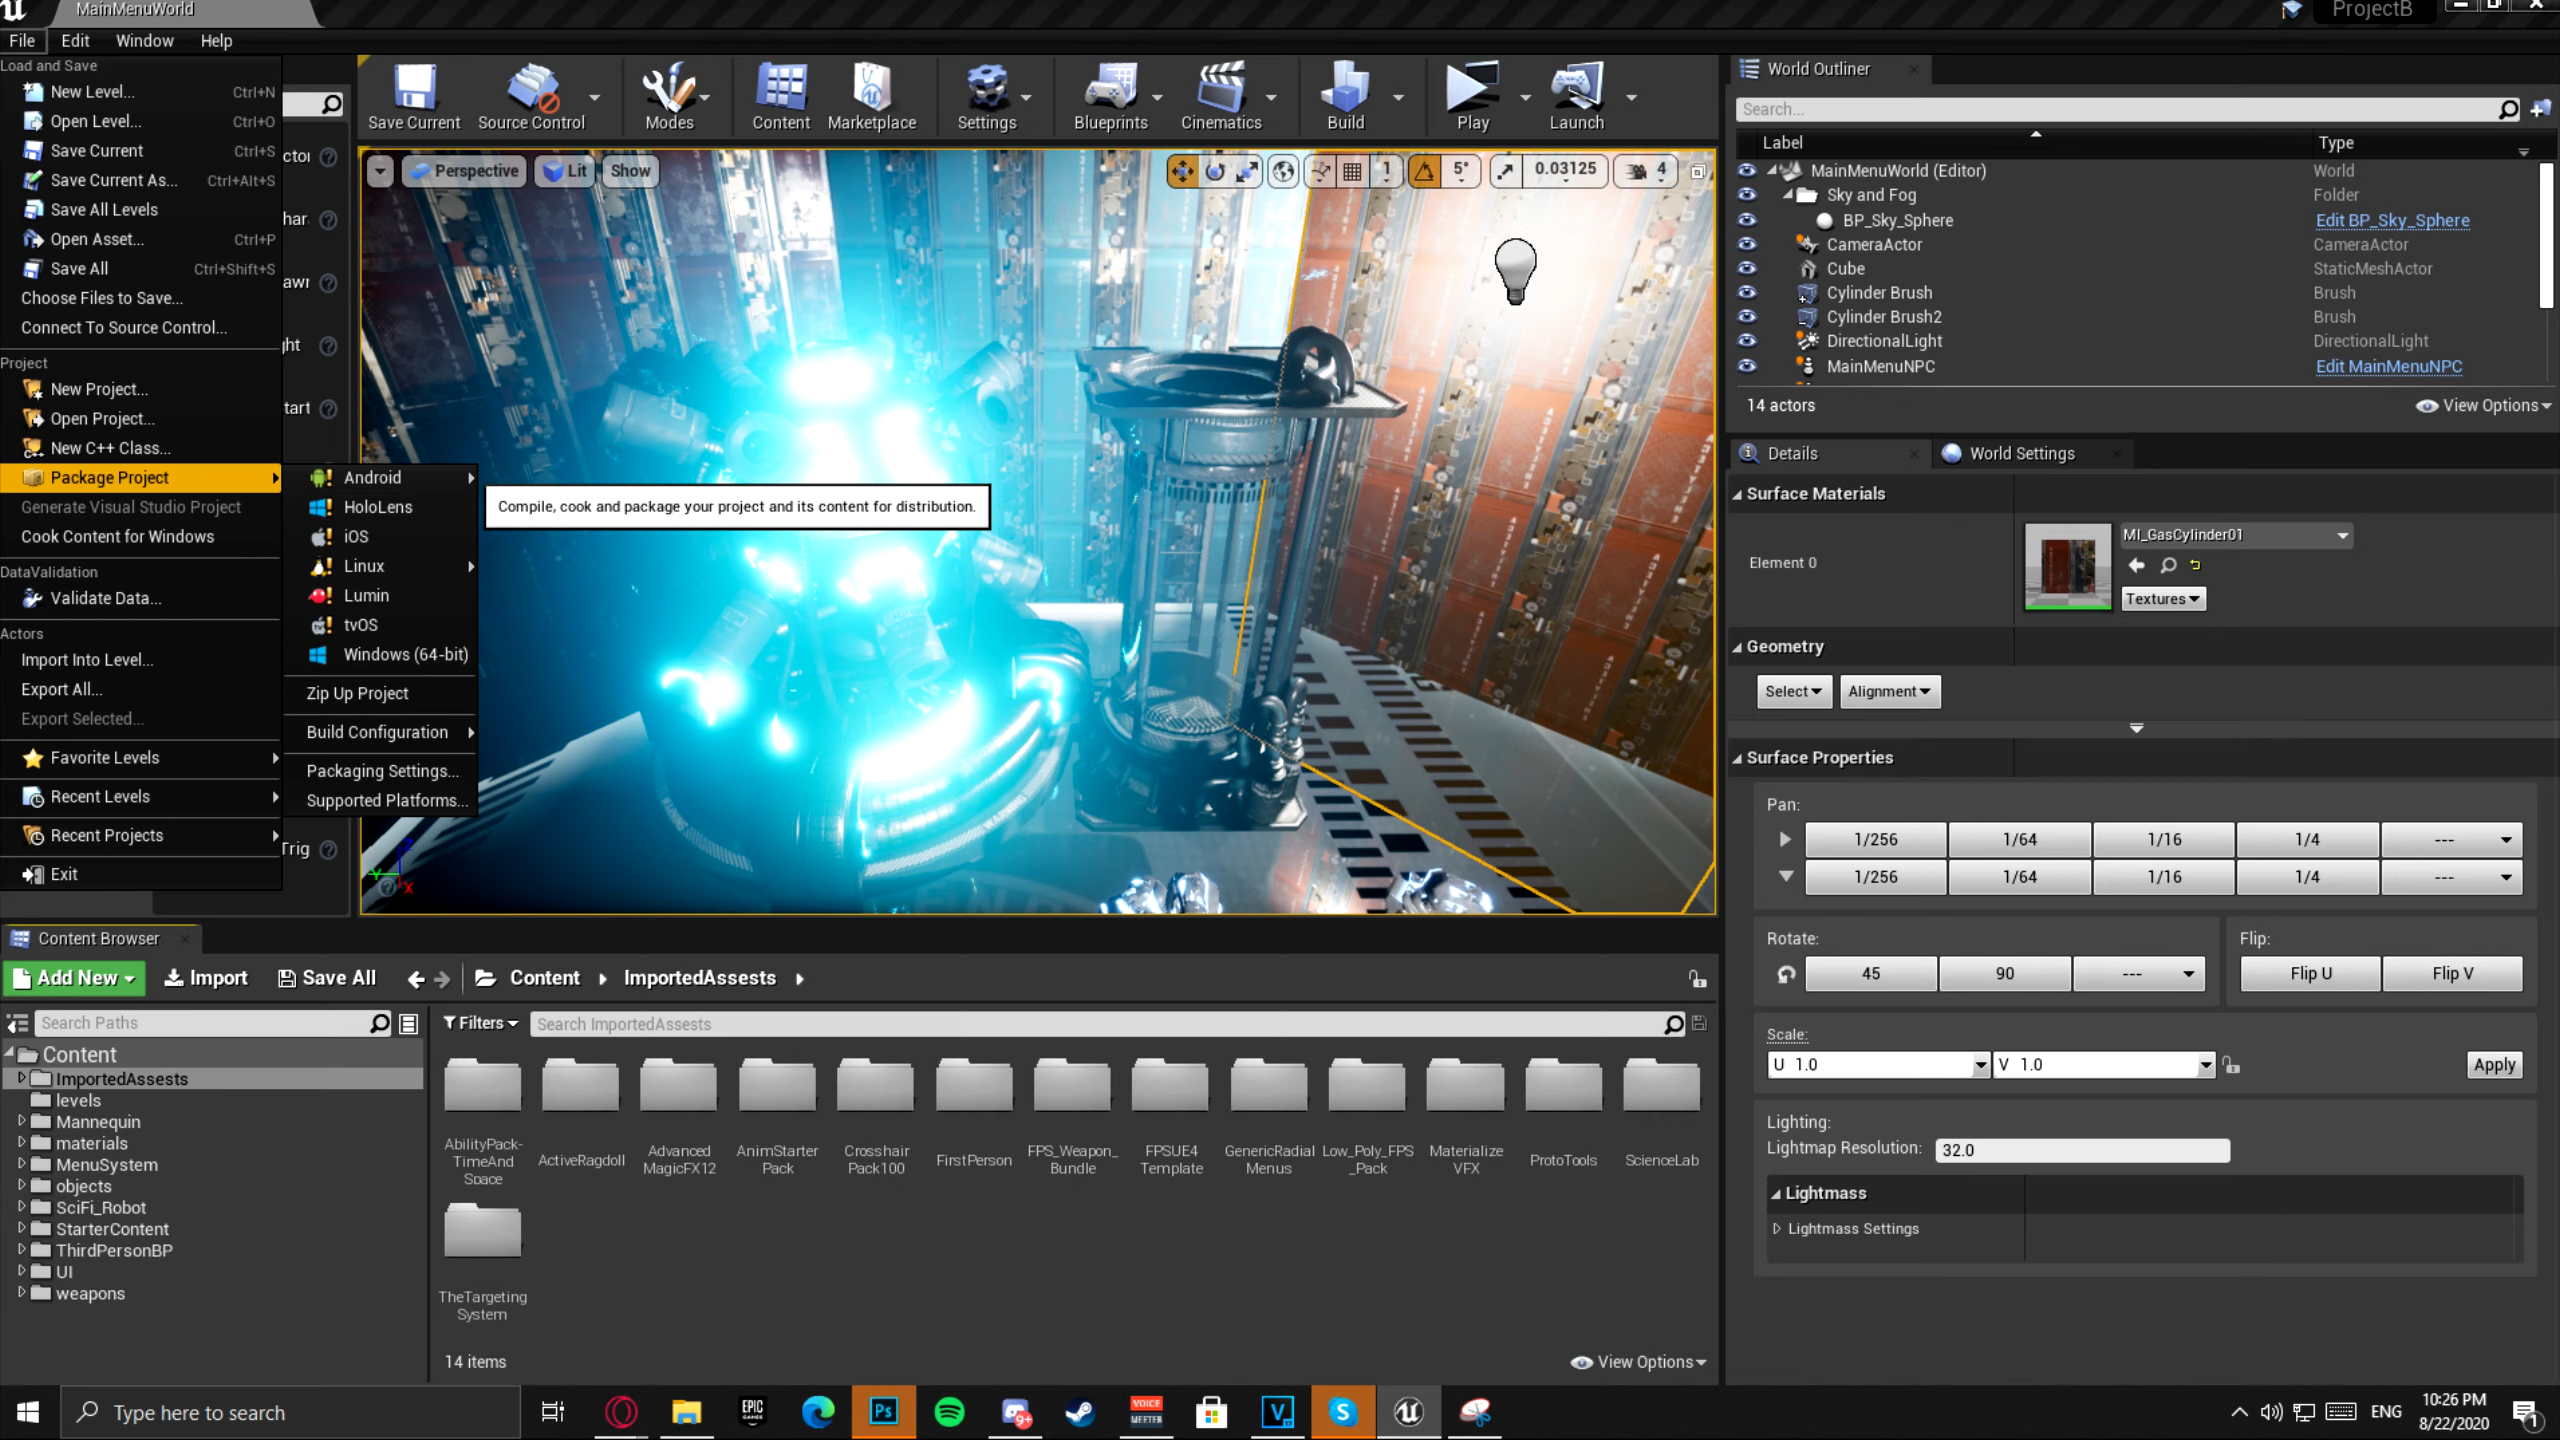 MainMenuWorld
ProjectB
File Edit Window Help
Load and Save
New Level... Ctrl+N
Open Level... Ctrl+O
Save Current Ctrl+S
Save Current As... Ctrl+Alt+S
Save All Levels
Open Asset... Ctrl+P
Save All Ctrl+Shift+S
Choose Files to Save...
Connect To Source Control...
Project
New Project...
Open Project...
New C++ Class...
Package Project
Generate Visual Studio Project
Cook Content for Windows
DataValidation
Validate Data...
Actors
Import Into Level...
Export All...
Export Selected...
Favorite Levels
Recent Levels
Recent Projects
Exit
Android
HoloLens
iOS
Linux
Lumin
tvOS
Windows (64-bit)
Zip Up Project
Build Configuration
Packaging Settings...
Supported Platforms...
Compile, cook and package your project and its content for distribution.
Save Current Source Control Modes Content Marketplace Settings Blueprints Cinematics Build Play Launch
Perspective Lit Show 1 5° 0.03125 4
World Outliner
Search...
Label Type
MainMenuWorld (Editor) World
Sky and Fog Folder
BP_Sky_Sphere Edit BP_Sky_Sphere
CameraActor CameraActor
Cube StaticMeshActor
Cylinder Brush Brush
Cylinder Brush2 Brush
DirectionalLight DirectionalLight
MainMenuNPC Edit MainMenuNPC
14 actors View Options
Details World Settings
Surface Materials
Element 0
MI_GasCylinder01
Textures
Geometry
Select Alignment
Surface Properties
Pan:
1/256 1/64 1/16 1/4 ---
1/256 1/64 1/16 1/4 ---
Rotate: Flip:
45 90 --- Flip U Flip V
Scale:
U 1.0 V 1.0 Apply
Lighting:
Lightmap Resolution: 32.0
Lightmass
Lightmass Settings
Content Browser
Add New Import Save All Content ImportedAssests
Search Paths
Filters Search ImportedAssests
Content
ImportedAssests
levels
Mannequin
materials
MenuSystem
objects
SciFi_Robot
StarterContent
ThirdPersonBP
UI
weapons
AbilityPack-
TimeAnd
Space
ActiveRagdoll
Advanced
MagicFX12
AnimStarter
Pack
Crosshair
Pack100
FirstPerson
FPS_Weapon_
Bundle
FPSUE4
Template
GenericRadial
Menus
Low_Poly_FPS
_Pack
Materialize
VFX
ProtoTools
ScienceLab
TheTargeting
System
14 items View Options
Type here to search
EPIC
GAMES
Ps
9+
VOICE
MEETER
V
S
ENG
10:26 PM
8/22/2020
1